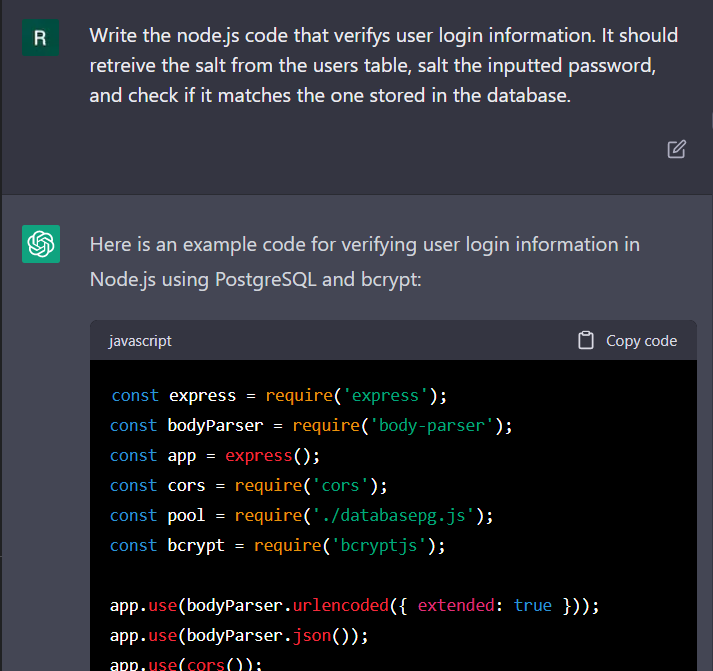 R
Write the node.js code that verifys user login information. It should
retreive the salt from the users table, salt the inputted password,
and check if it matches the one stored in the database.
Here is an example code for verifying user login information in
Node.js using PostgreSQL and bcrypt:
javascript
Copy code
const express = require('express');
const bodyParser = require('body-parser');
const app = express();
const cors = require('cors');
const pool = require('./databasepg.js');
const bcrypt = require('bcryptjs');
app.use(bodyParser.urlencoded({ extended: true }));
app.use(bodyParser.json());
app.use(cors());